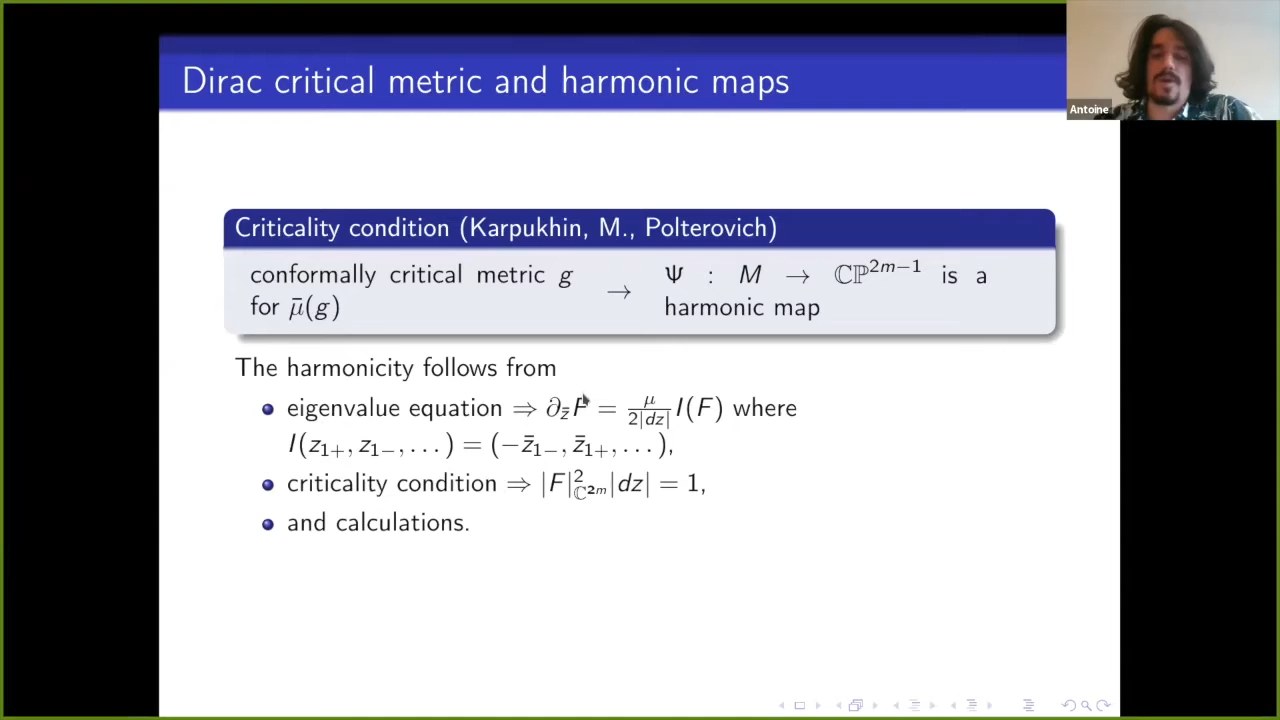 Dirac critical metric and harmonic maps
Antoine
Criticality condition (Karpukhin, M., Polterovich)
conformally critical metric g for μ̄(g) → Ψ : M → ℂℙ^{2m−1} is a harmonic map
The harmonicity follows from
eigenvalue equation ⇒ ∂_{z̄}F = μ/(2|dz|) I(F) where
I(z_{1+}, z_{1−}, . . . ) = (−z̄_{1−}, z̄_{1+}, . . . ),
criticality condition ⇒ |F|²_{ℂ^{2m}}|dz| = 1,
and calculations.